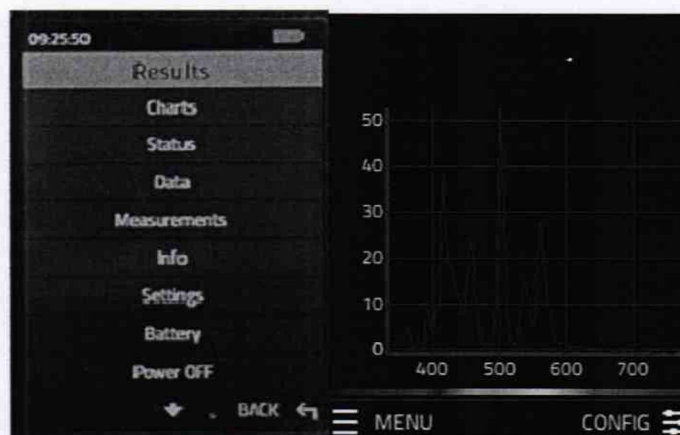 09:25:50
Results
Charts
Status
Data
Measurements
Info
Settings
Battery
Power OFF
BACK
50
40
30
20
10
0
400 500 600 700
MENU CONFIG